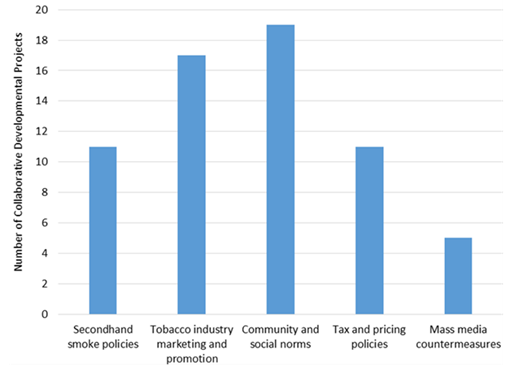 Number of Collaborative Developmental Projects
20
18
16
14
12
10
8
6
4
2
0
Secondhand
smoke policies
Tobacco industry
marketing and
promotion
Community and
social norms
Tax and pricing
policies
Mass media
countermeasures